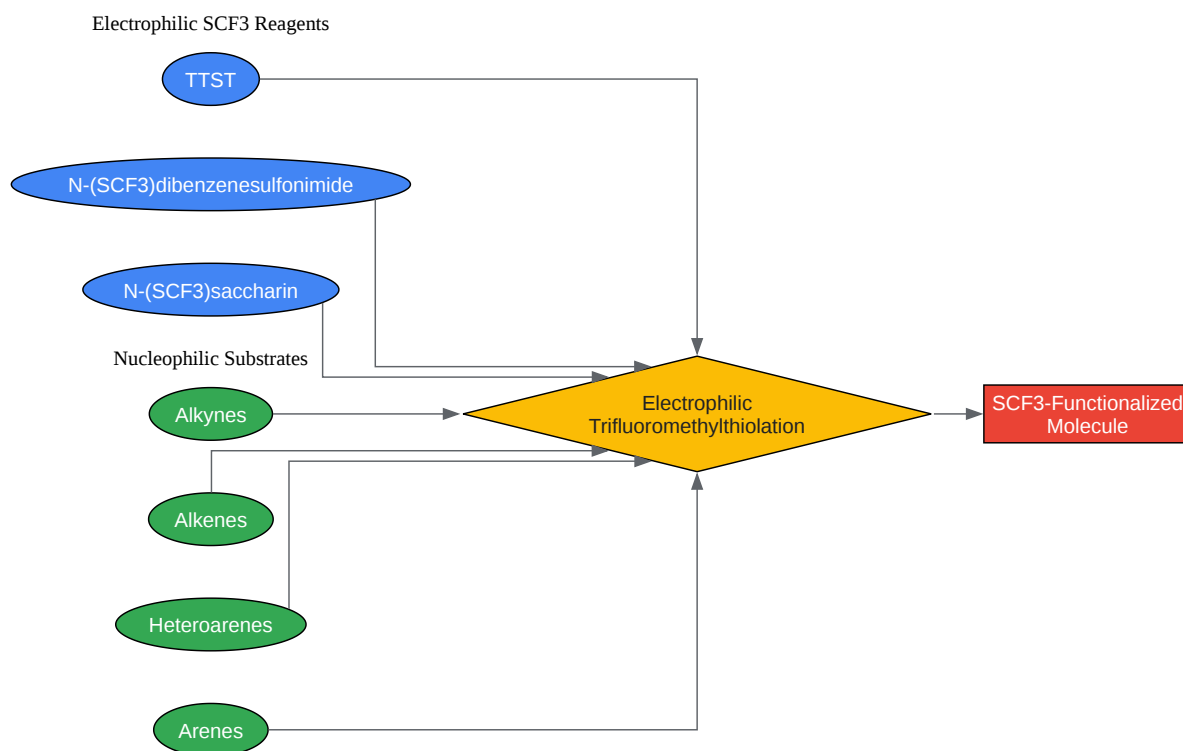 Electrophilic SCF3 Reagents
TTST
N-(SCF3)dibenzenesulfonimide
N-(SCF3)saccharin
Nucleophilic Substrates
Alkynes
Electrophilic
Trifluoromethylthiolation
SCF3-Functionalized
Molecule
Alkenes
Heteroarenes
Arenes